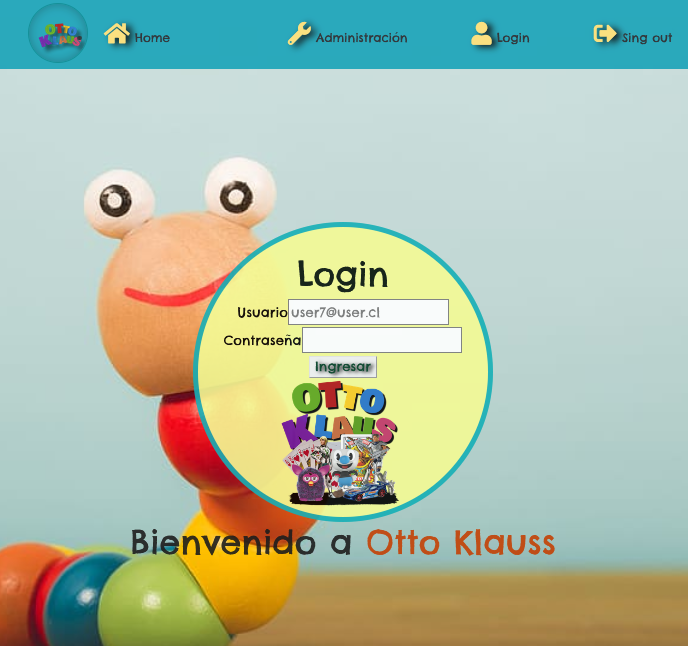 OTTO
KLAUS
Home
Administración
Login
Sing out
Login
Usuario user7@user.cl
Contraseña
Ingresar
OTTO
KLAUS
Bienvenido a Otto Klauss